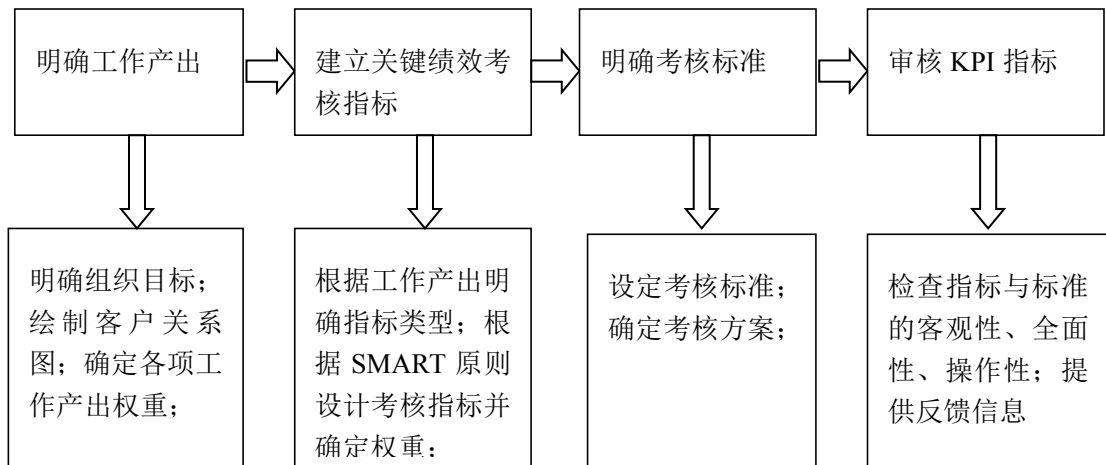 明确工作产出
建立关键绩效考
核指标
明确考核标准
审核 KPI 指标
明确组织目标；
绘制客户关系
图；确定各项工
作产出权重；
根据工作产出明
确指标类型；根
据 SMART 原则
设计考核指标并
确定权重；
设定考核标准；
确定考核方案；
检查指标与标准
的客观性、全面
性、操作性；提
供反馈信息